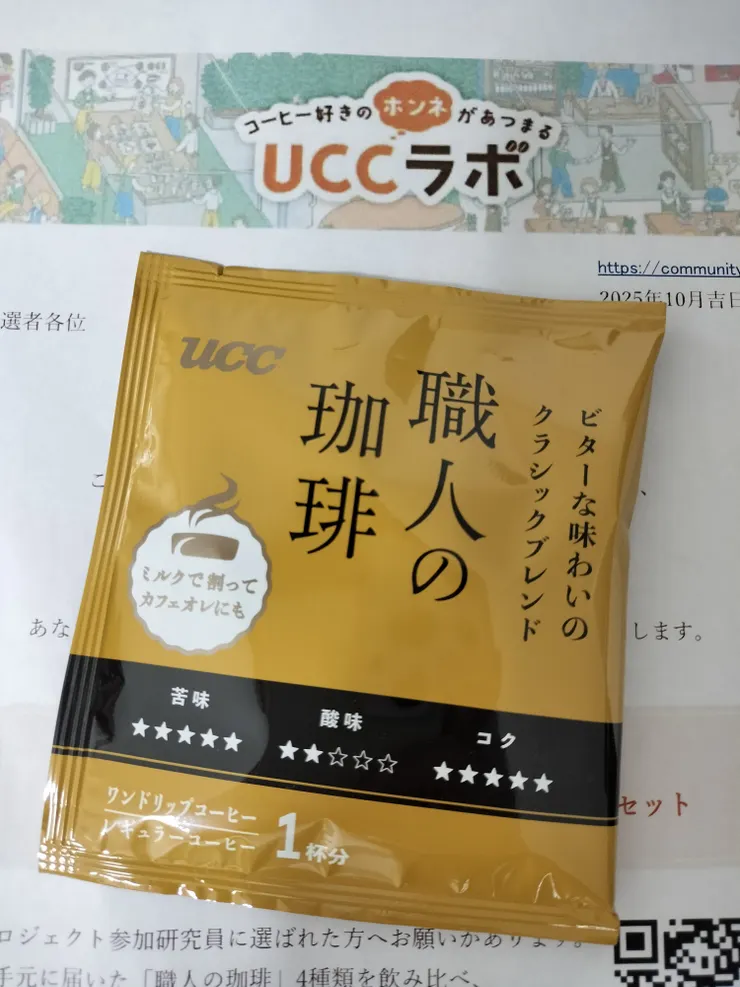 コーヒー好きのホンネがあつまる
UCCラボ
https://community
2025年10月吉日
選者各位
ucc
職人の
珈琲
ビターな味わいの
クラシックブレンド
ミルクで割って
カフェオレにも
あな
します。
苦味
★★★★★
酸味
★★☆☆☆
コク
★★★★★
セット
ワンドリップコーヒー
レギュラーコーヒー
1杯分
ロジェクト参加研究員に選ばれた方へお願いがあります。
手元に届いた「職人の珈琲」4種類を飲み比べ、